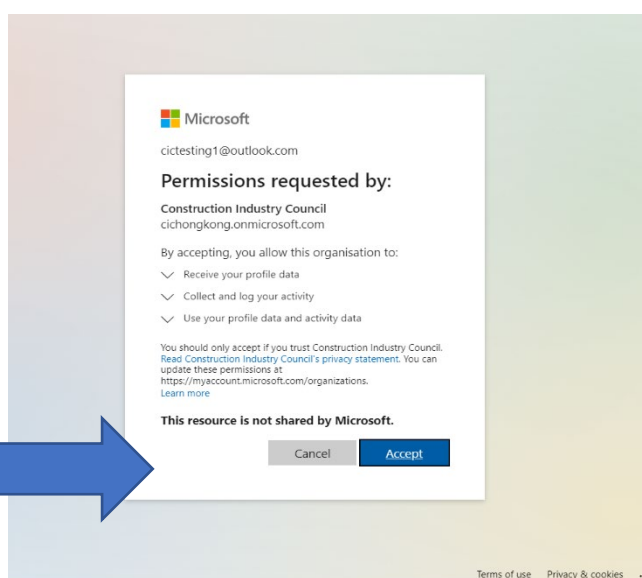 Microsoft
cictesting1@outlook.com
Permissions requested by:
Construction Industry Council
cichongkong.onmicrosoft.com
By accepting, you allow this organisation to:
Receive your profile data
Collect and log your activity
Use your profile data and activity data
You should only accept if you trust Construction Industry Council.
Read Construction Industry Council's privacy statement. You can
update these permissions at
https://myaccount.microsoft.com/organizations.
Learn more
This resource is not shared by Microsoft.
Cancel Accept
Terms of use Privacy & cookies